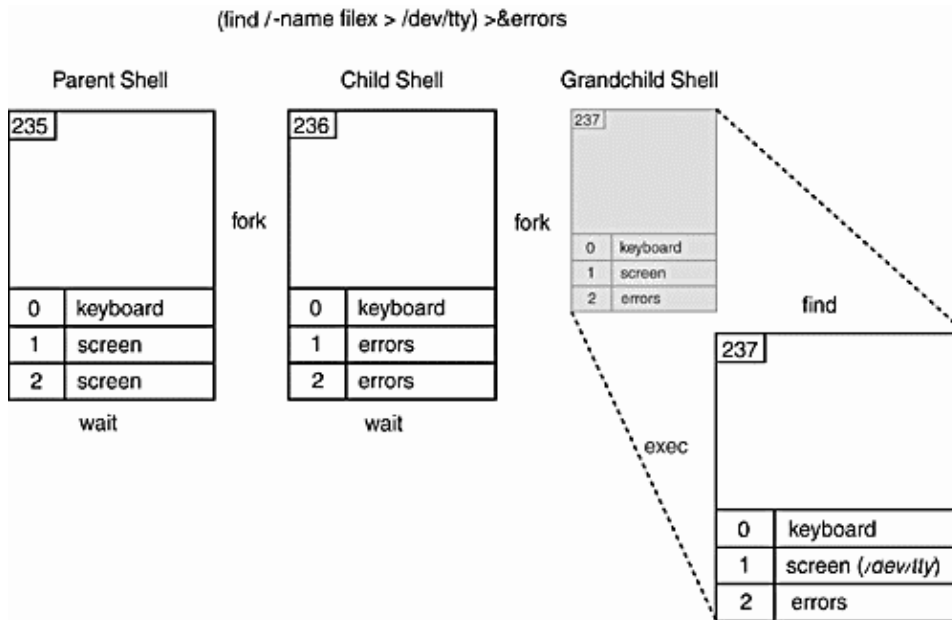 (find / -name filex > /dev/tty) >&errors
Parent Shell
Child Shell
Grandchild Shell
235
236
237
fork
fork
0 keyboard
1 screen
2 screen
0 keyboard
1 errors
2 errors
0 keyboard
1 screen
2 errors
wait
wait
find
237
exec
0 keyboard
1 screen (/dev/tty)
2 errors